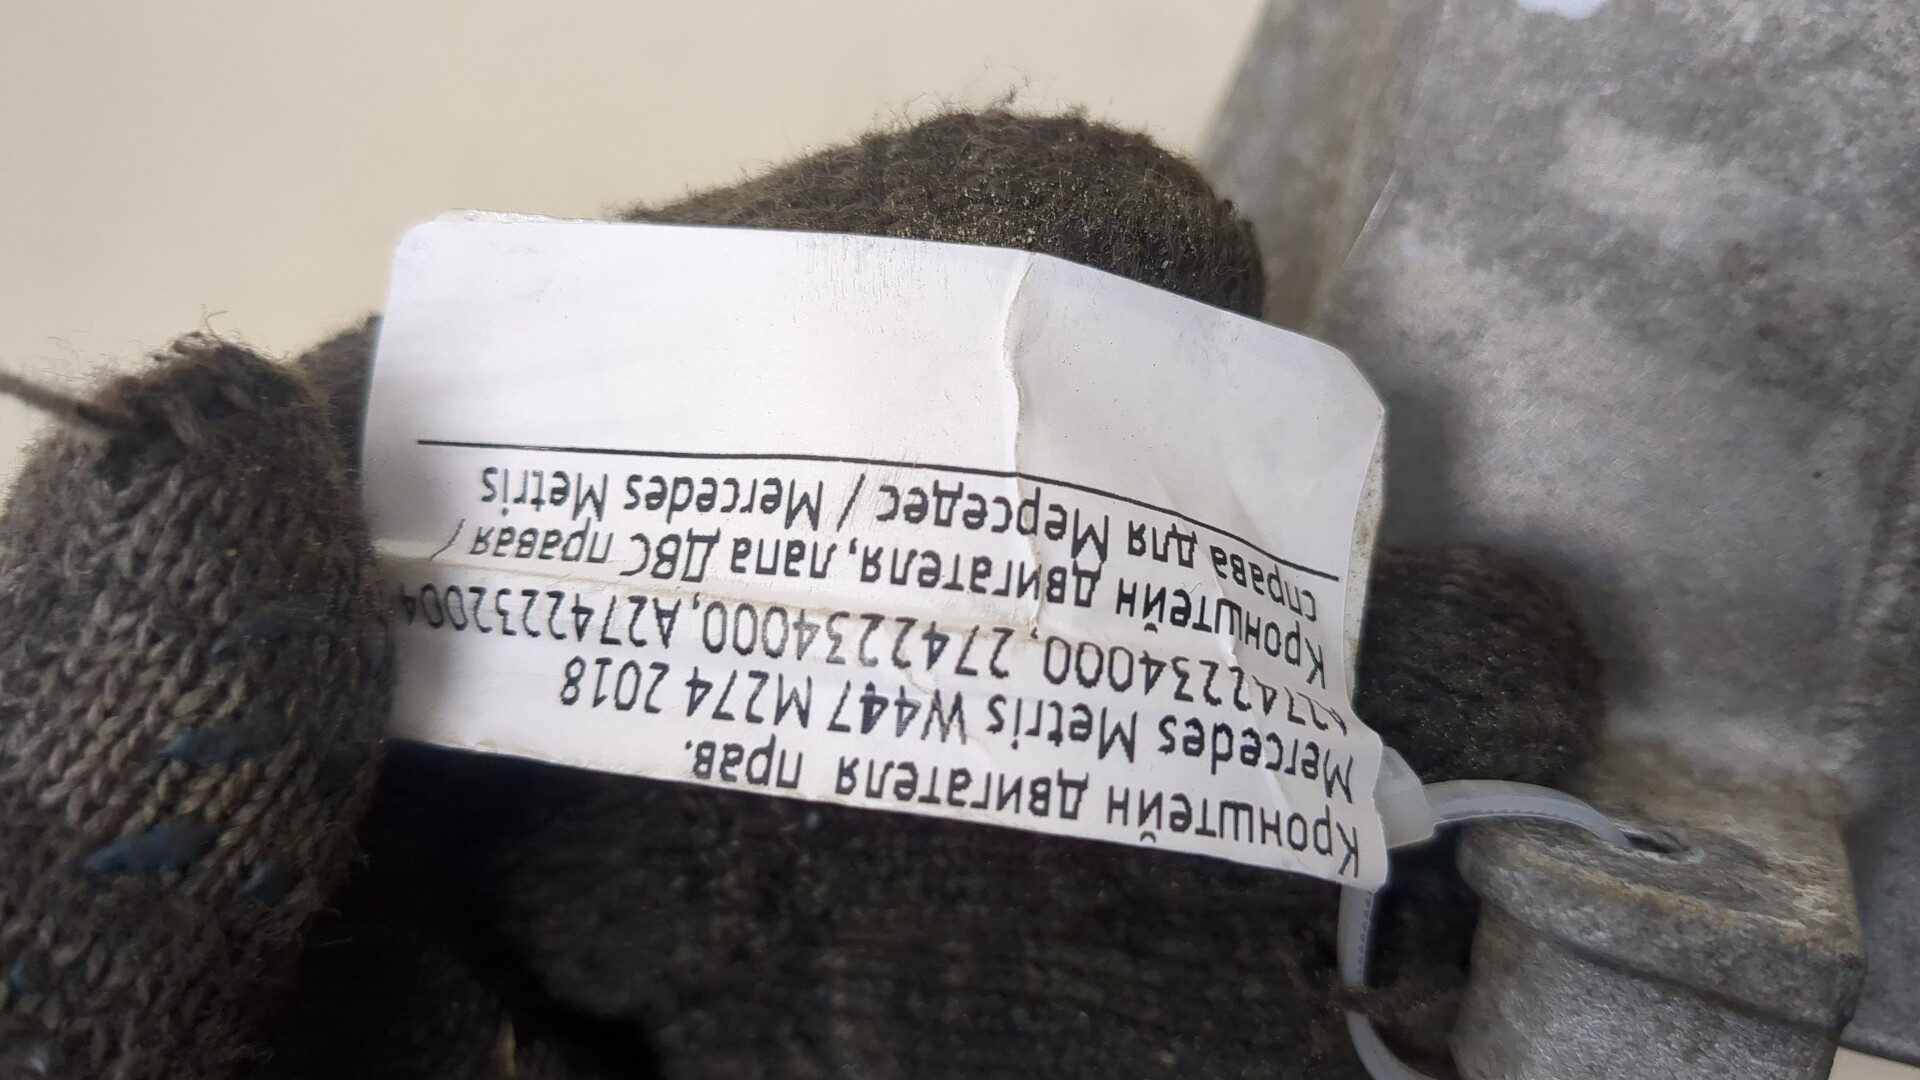 Кронштейн двигателя прав.
Mercedes Metris W447 M274 2018
A2742234000, 2742234000, A2742232004
Кронштейн двигателя, лапа ДВС правая /
справа для Мерседес / Mercedes Metris